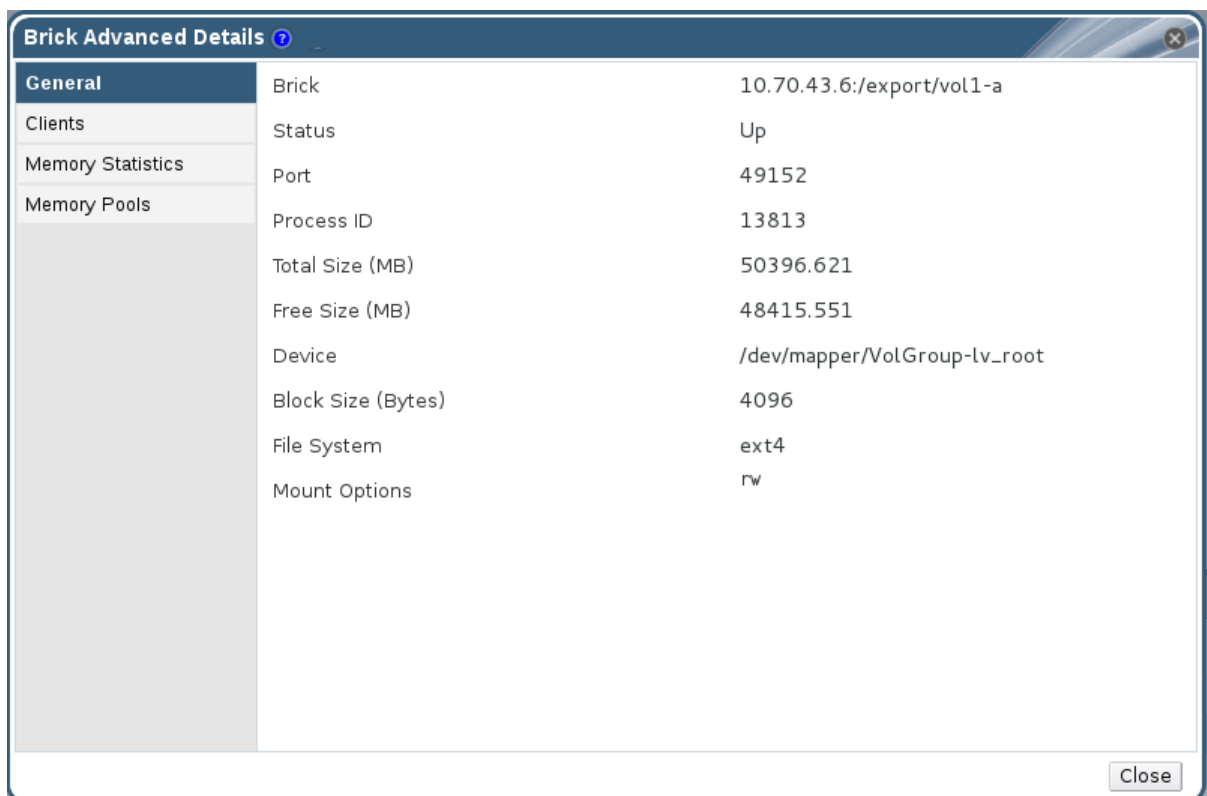 Brick Advanced Details ?
General
Clients
Memory Statistics
Memory Pools
Brick 10.70.43.6:/export/vol1-a
Status Up
Port 49152
Process ID 13813
Total Size (MB) 50396.621
Free Size (MB) 48415.551
Device /dev/mapper/VolGroup-lv_root
Block Size (Bytes) 4096
File System ext4
Mount Options rw
Close